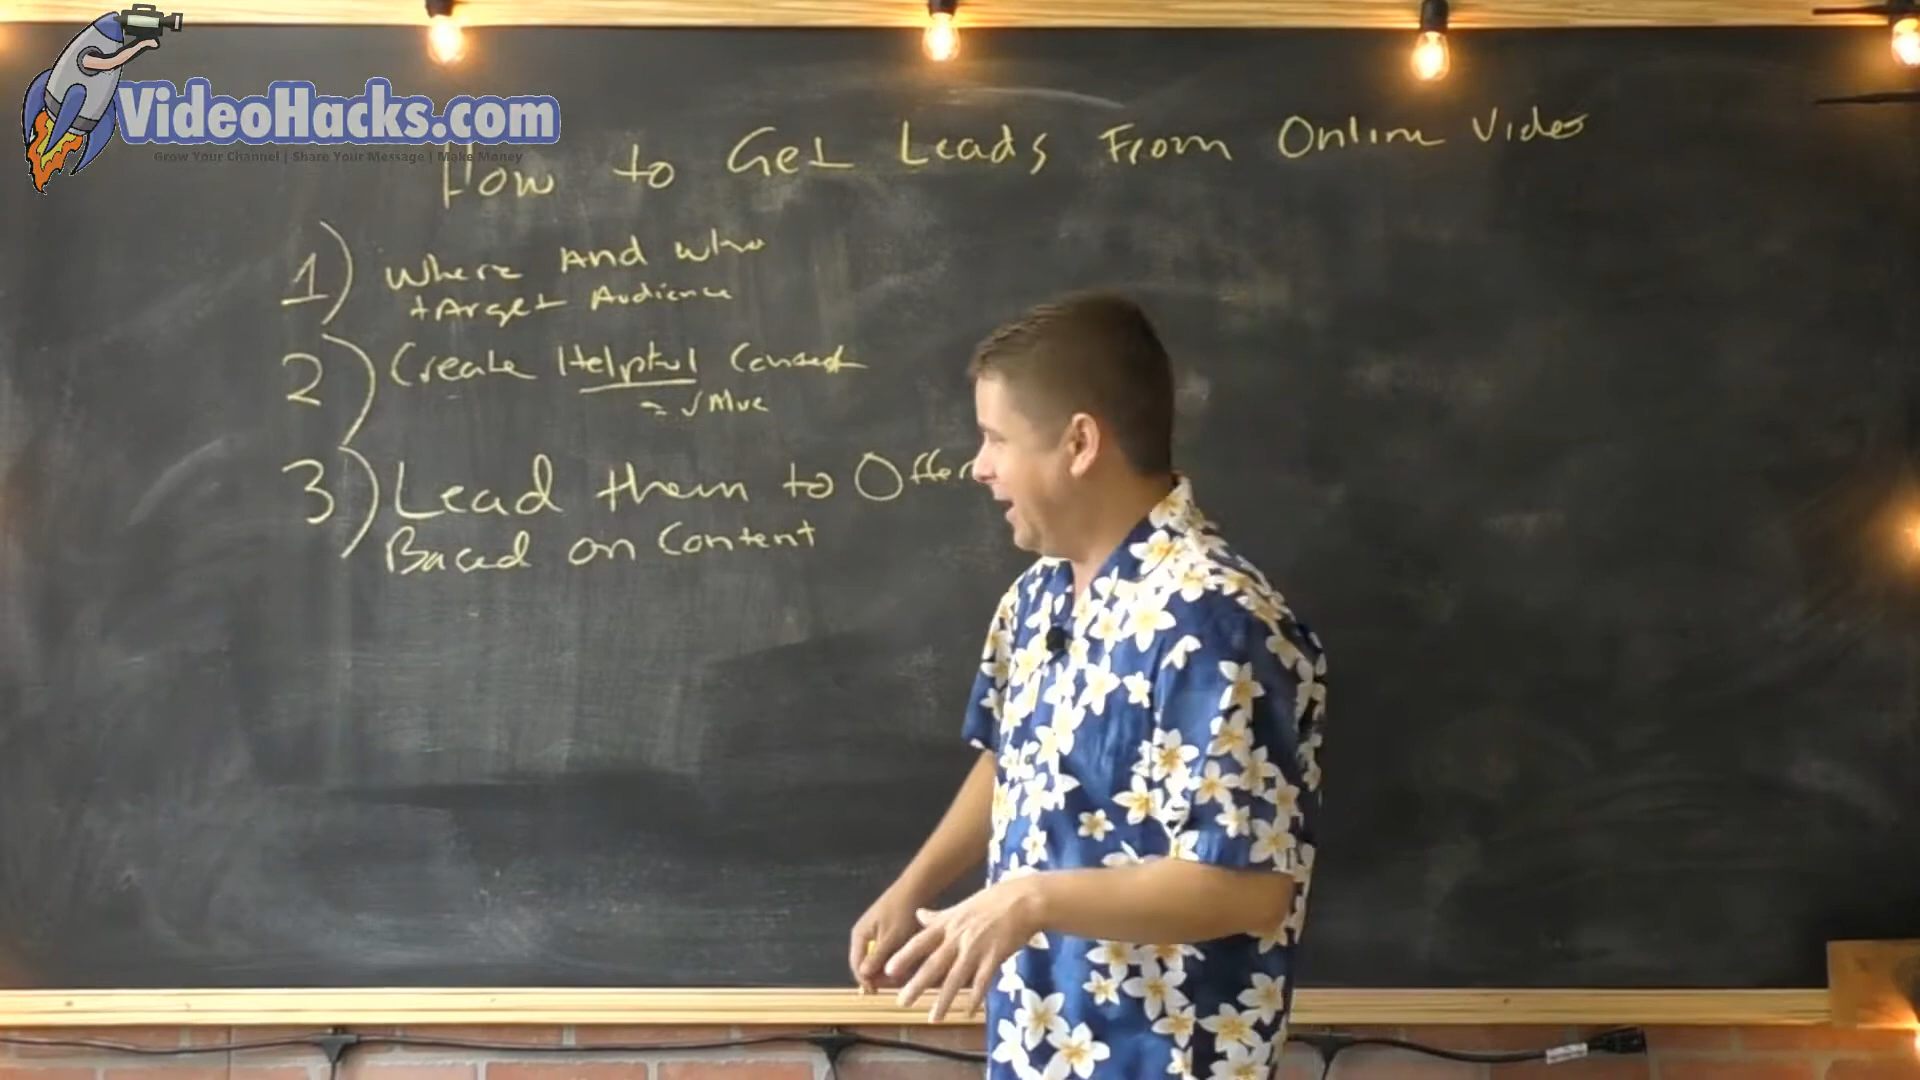 VideoHacks.com
Grow Your Channel | Share Your Message | Make Money
How to Get Leads From Online Video
1) Where And Who
tArget Audience
2) Create Helpful
= VAlue
3) Lead them to Offer
Based on Content